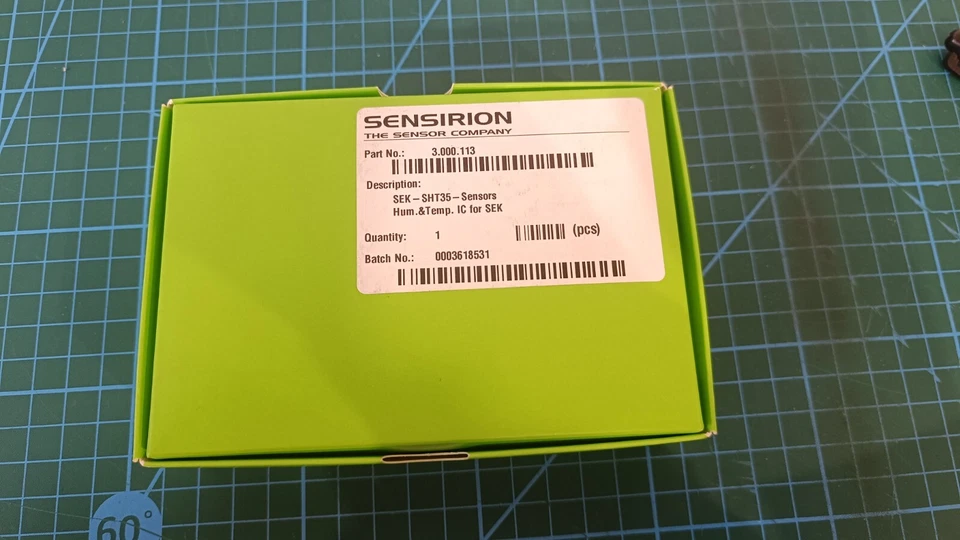 SENSIRION
THE SENSOR COMPANY
Part No.: 3.000.113
Description:
SEK – SHT35 – Sensors
Hum.&Temp. IC for SEK
Quantity: 1 (pcs)
Batch No.: 0003618531
60°